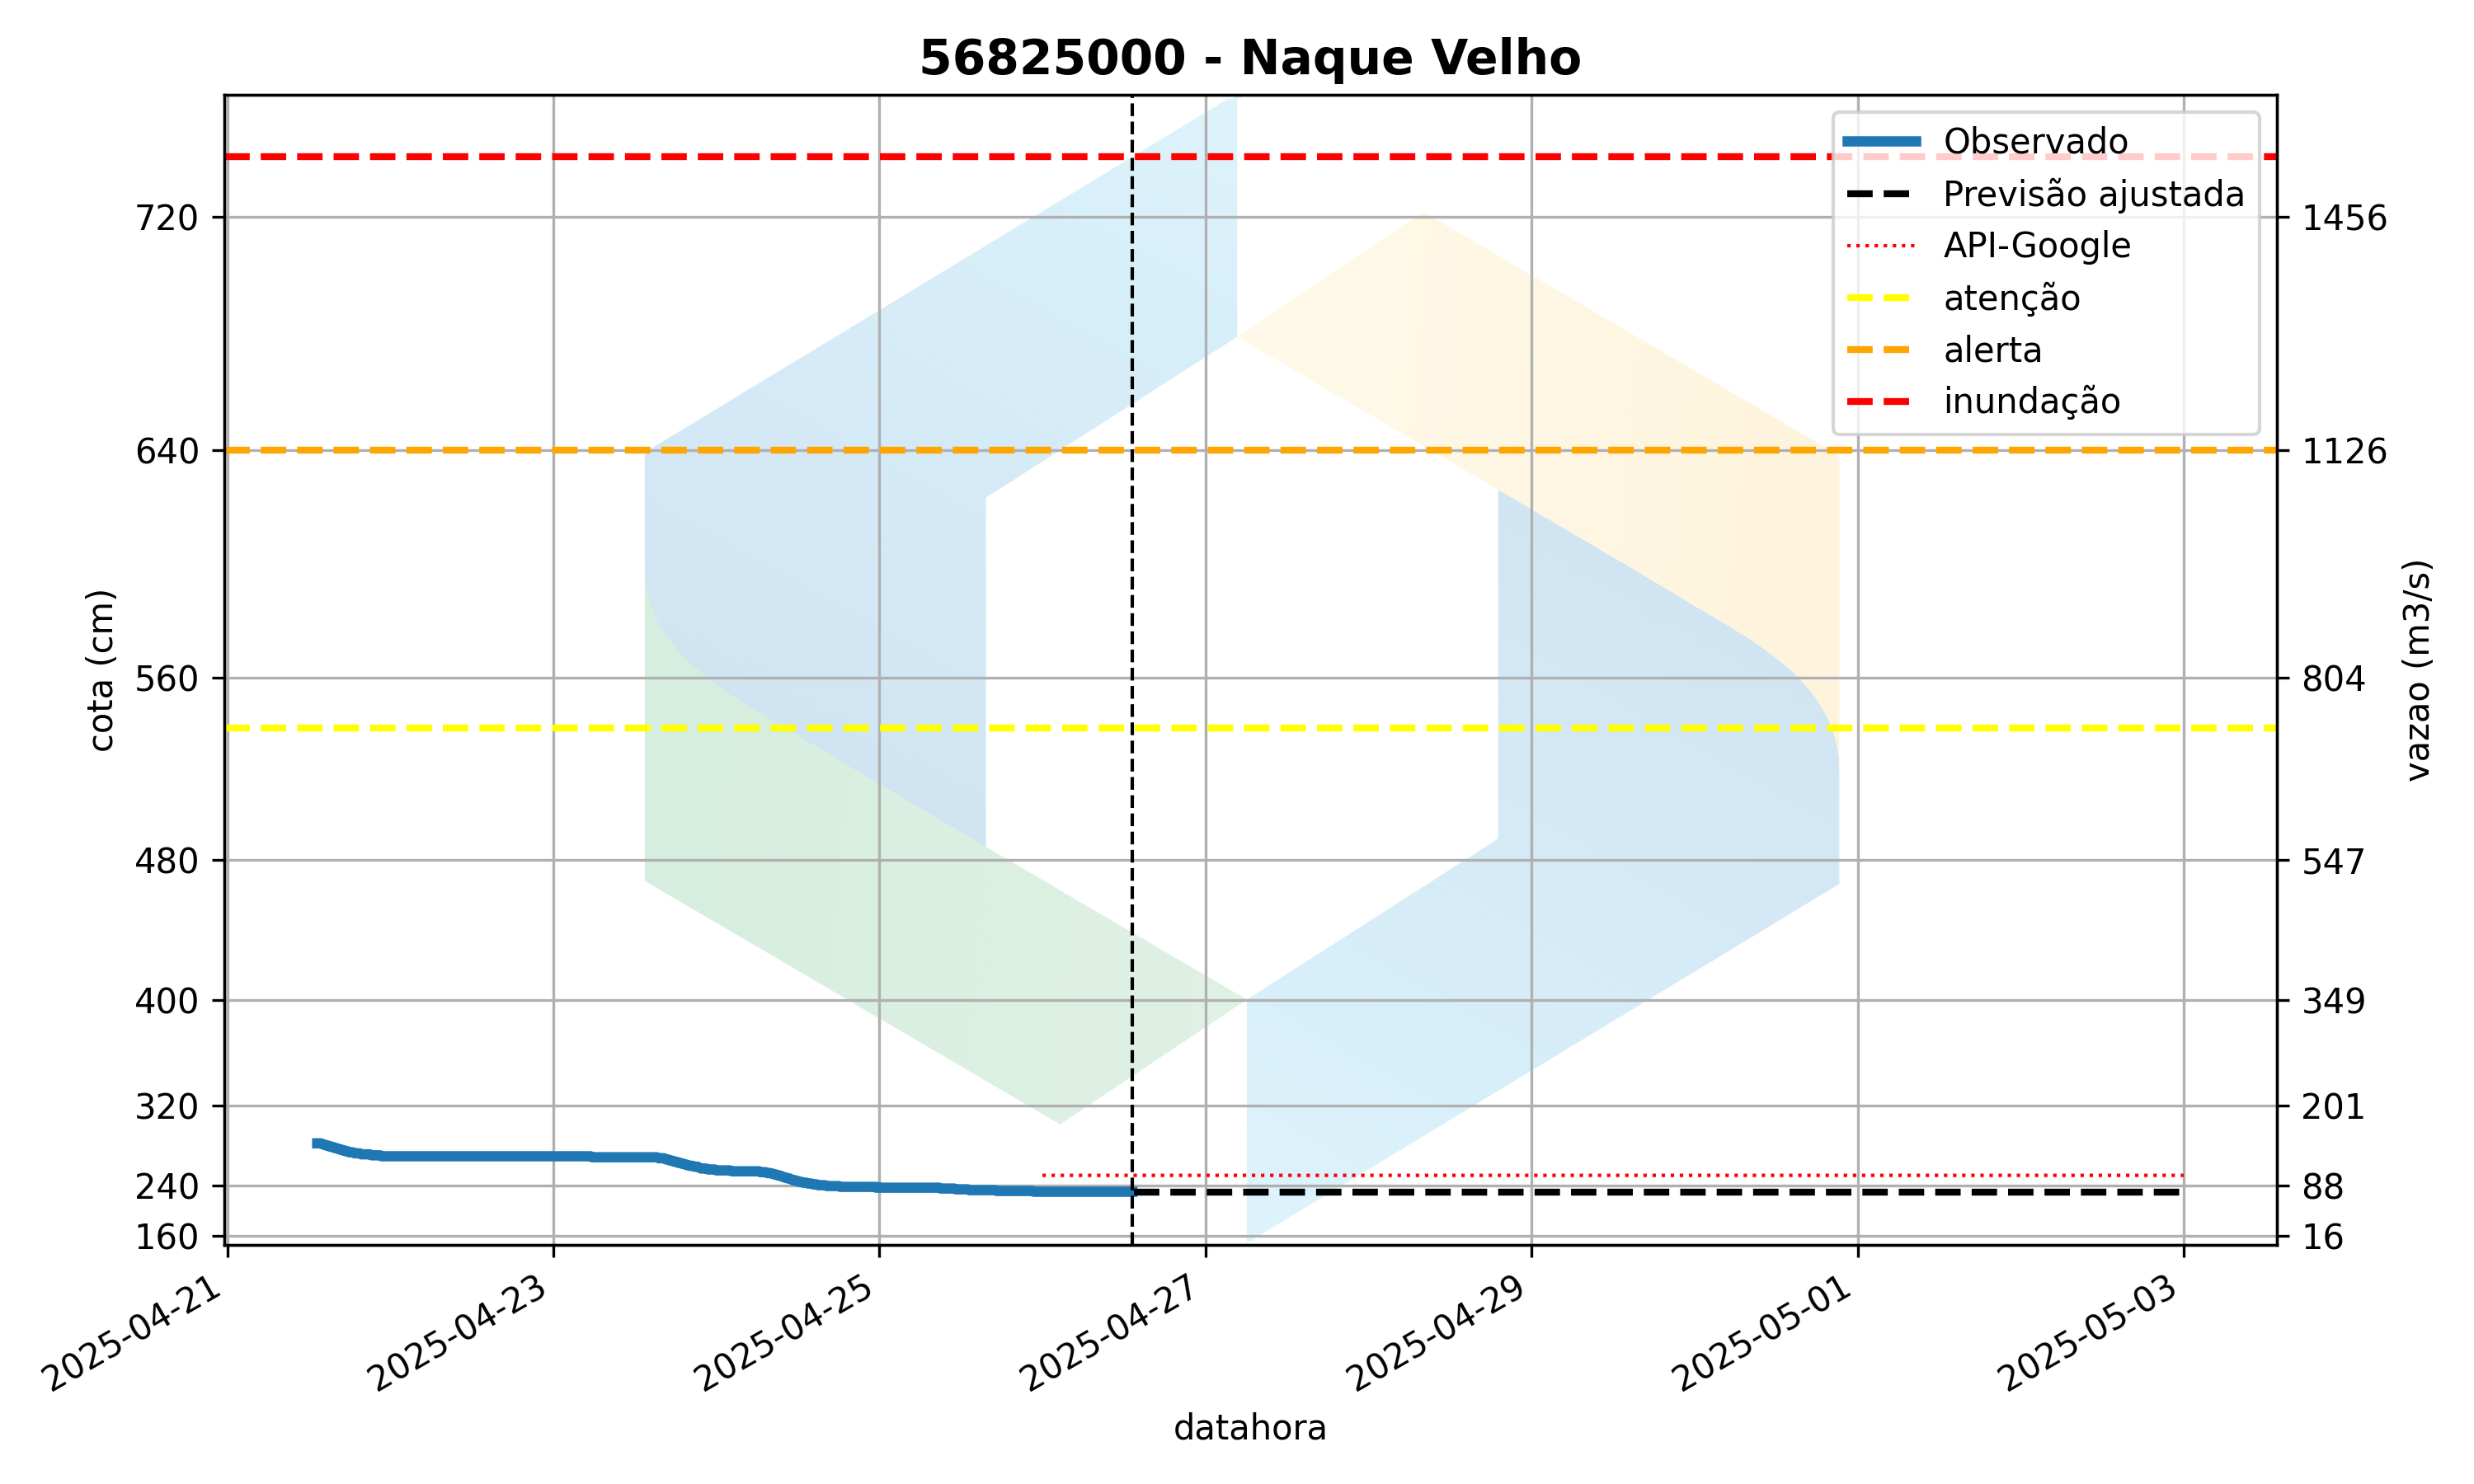 56825000 - Naque Velho
Observado
Previsão ajustada
API-Google
atenção
alerta
inundação
720
640
560
480
400
320
240
160
cota (cm)
1456
1126
804
547
349
201
88
16
vazao (m3/s)
2025-04-21
2025-04-23
2025-04-25
2025-04-27
2025-04-29
2025-05-01
2025-05-03
datahora